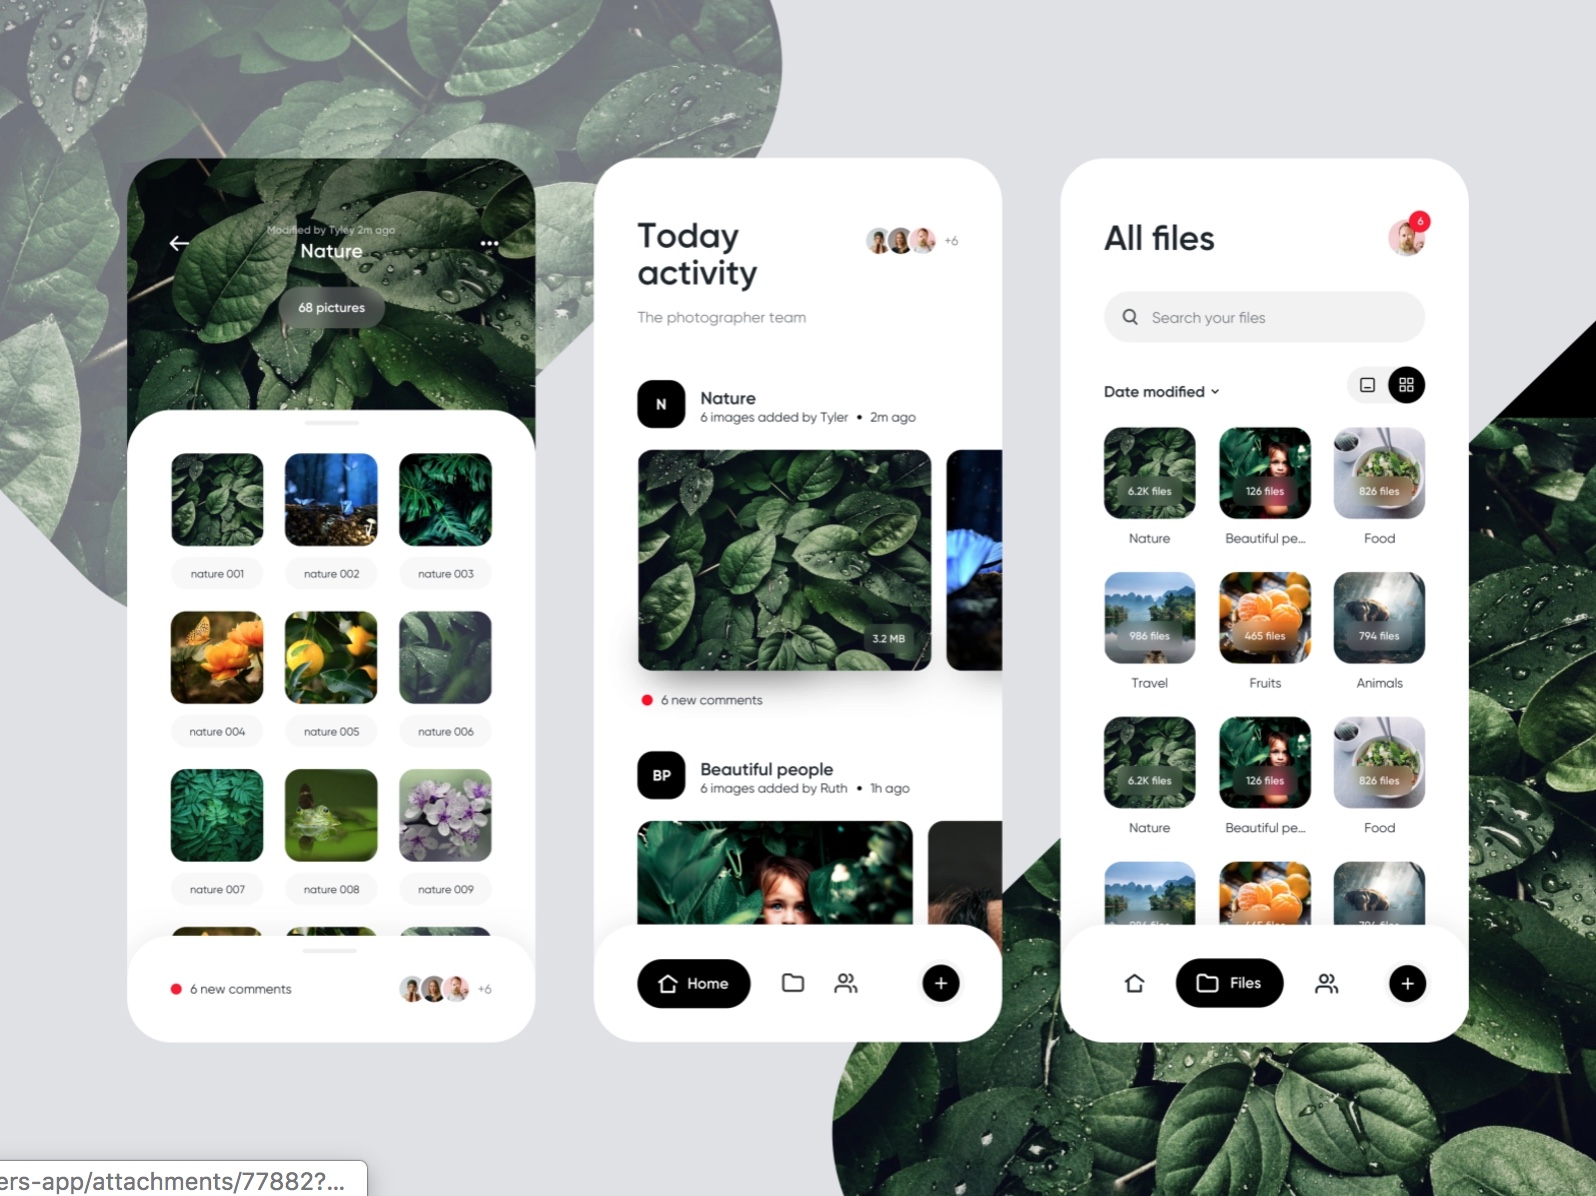 Modified by Tyley 2m ago
Nature
68 pictures
nature 001
nature 002
nature 003
nature 004
nature 005
nature 006
nature 007
nature 008
nature 009
6 new comments
+6
Today
activity
+6
The photographer team
N
Nature
6 images added by Tyler • 2m ago
3.2 MB
6 new comments
BP
Beautiful people
6 images added by Ruth • 1h ago
Home
All files
6
Search your files
Date modified
6.2K files
126 files
826 files
Nature
Beautiful pe...
Food
986 files
465 files
794 files
Travel
Fruits
Animals
6.2K files
126 files
826 files
Nature
Beautiful pe...
Food
Files
ers-app/attachments/77882?...